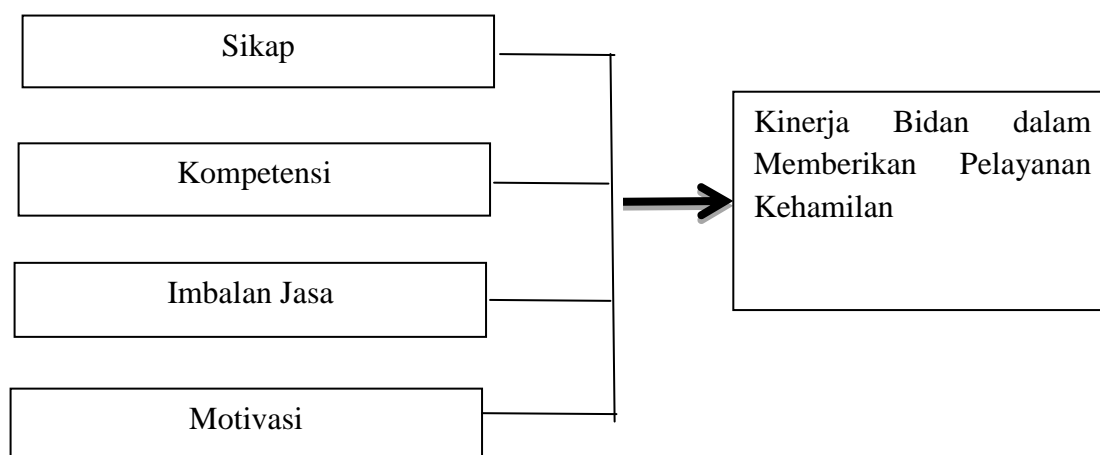 Sikap
Kompetensi
Imbalan Jasa
Motivasi
Kinerja Bidan dalam
Memberikan Pelayanan
Kehamilan